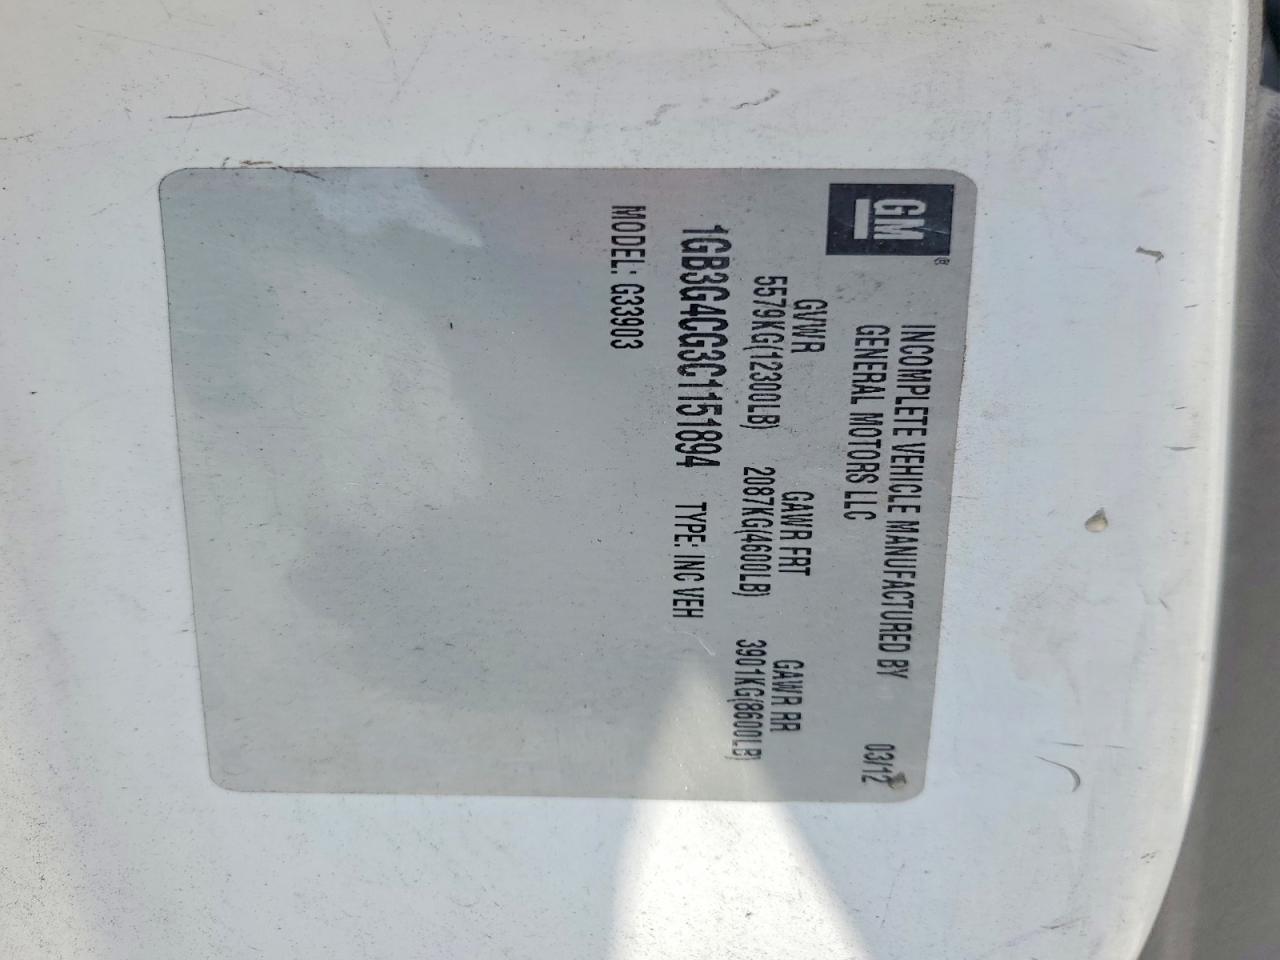 GM®
INCOMPLETE VEHICLE MANUFACTURED BY
GENERAL MOTORS LLC 03/12
GVWR GAWR FRT GAWR RR
5579KG(12300LB) 2087KG(4600LB) 3901KG(8600LB)
1GB3G4CG3C1151894 TYPE: INC VEH
MODEL: G33903